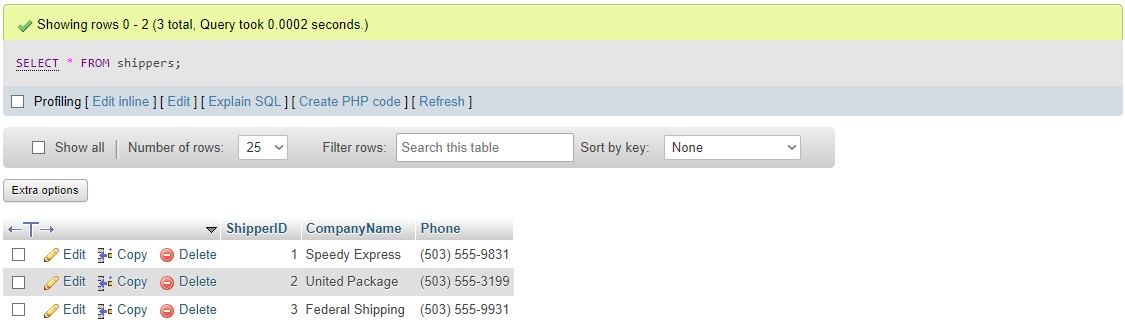 Showing rows 0 - 2 (3 total, Query took 0.0002 seconds.)
SELECT * FROM shippers;
Profiling [ Edit inline ] [ Edit ] [ Explain SQL ] [ Create PHP code ] [ Refresh ]
Show all Number of rows: 25 Filter rows: Search this table Sort by key: None
Extra options
←T→ ShipperID CompanyName Phone
Edit Copy Delete 1 Speedy Express (503) 555-9831
Edit Copy Delete 2 United Package (503) 555-3199
Edit Copy Delete 3 Federal Shipping (503) 555-9931